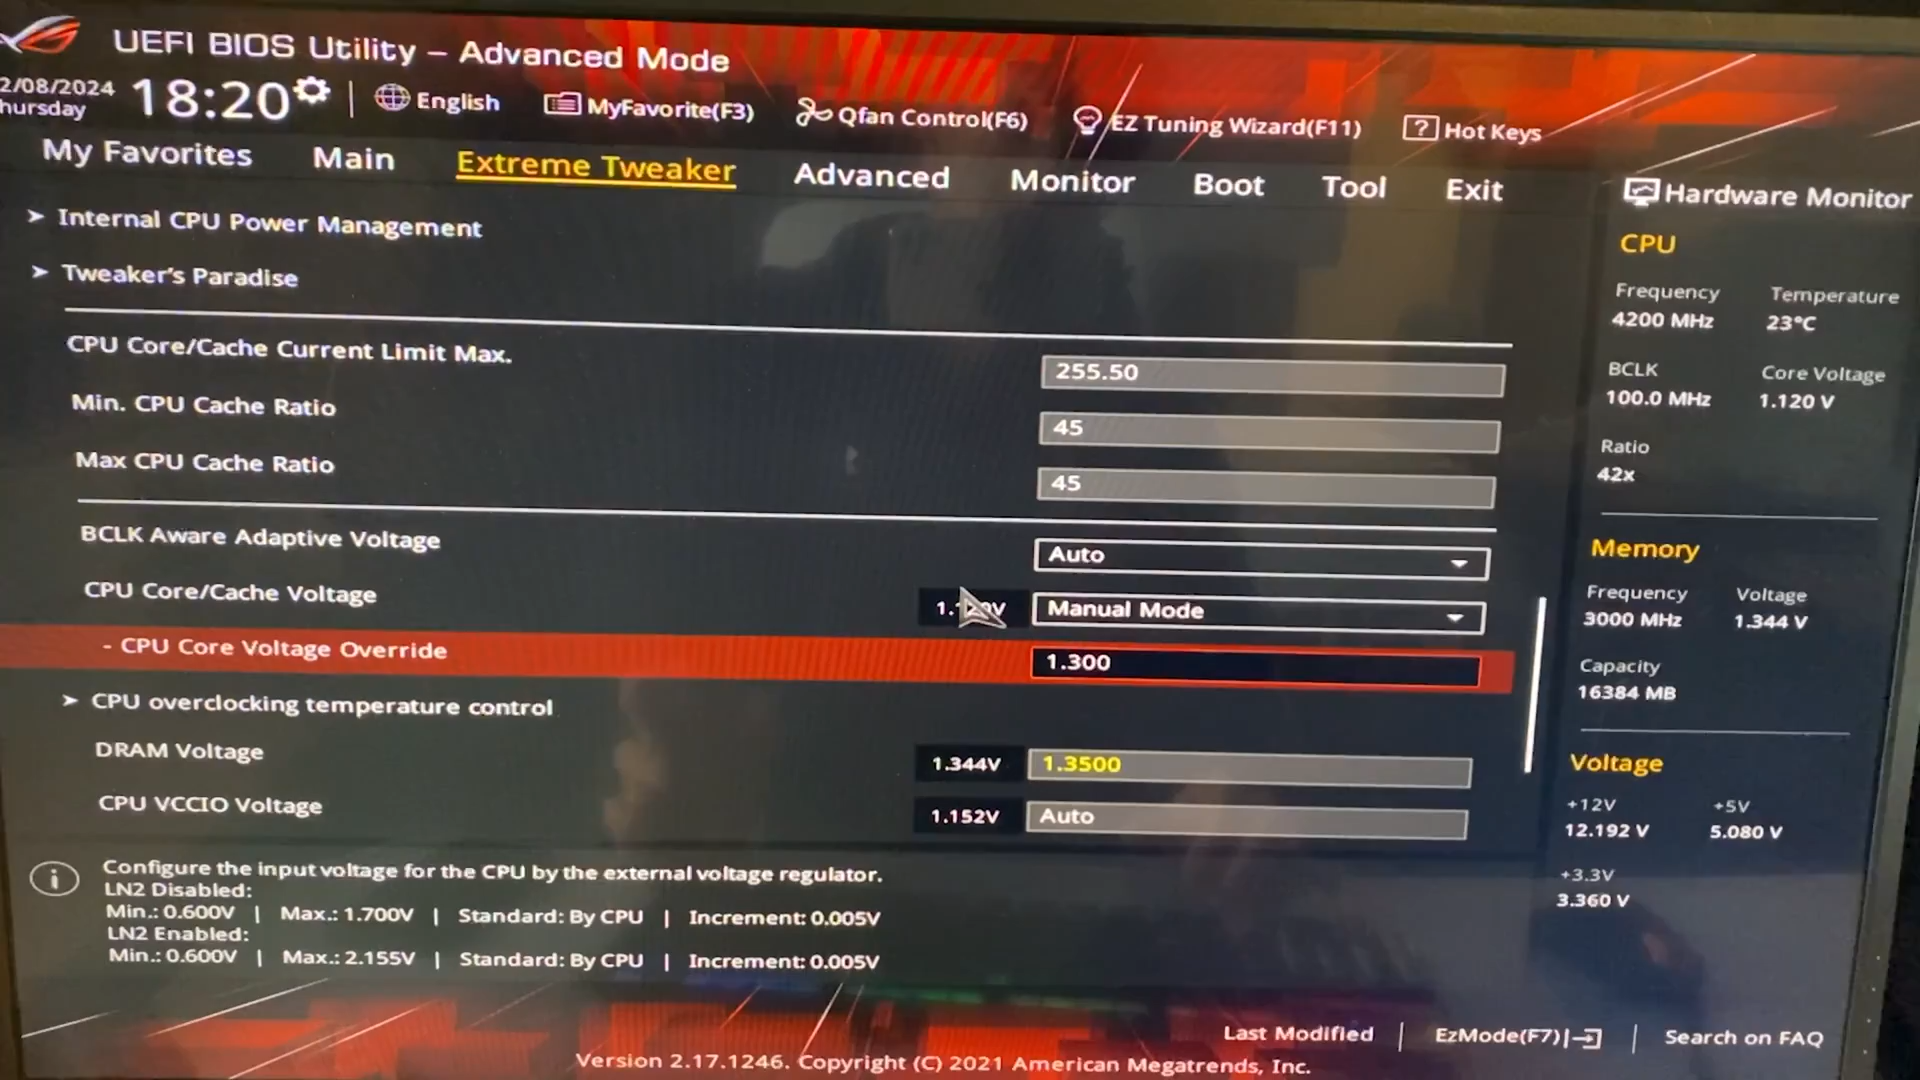 UEFI BIOS Utility – Advanced Mode
2/08/2024
hursday
18:20
English
MyFavorite(F3)
Qfan Control(F6)
EZ Tuning Wizard(F11)
? Hot Keys
My Favorites
Main
Extreme Tweaker
Advanced
Monitor
Boot
Tool
Exit
Internal CPU Power Management
Tweaker's Paradise
CPU Core/Cache Current Limit Max.
255.50
Min. CPU Cache Ratio
45
Max CPU Cache Ratio
45
BCLK Aware Adaptive Voltage
Auto
CPU Core/Cache Voltage
Manual Mode
- CPU Core Voltage Override
1.300
CPU overclocking temperature control
DRAM Voltage
1.344V
1.3500
CPU VCCIO Voltage
1.152V
Auto
i
Configure the input voltage for the CPU by the external voltage regulator.
LN2 Disabled:
Min.: 0.600V | Max.: 1.700V | Standard: By CPU | Increment: 0.005V
LN2 Enabled:
Min.: 0.600V | Max.: 2.155V | Standard: By CPU | Increment: 0.005V
Hardware Monitor
CPU
Frequency Temperature
4200 MHz 23°C
BCLK Core Voltage
100.0 MHz 1.120 V
Ratio
42x
Memory
Frequency Voltage
3000 MHz 1.344 V
Capacity
16384 MB
Voltage
+12V +5V
12.192 V 5.080 V
+3.3V
3.360 V
Last Modified
EzMode(F7)
Search on FAQ
Version 2.17.1246. Copyright (C) 2021 American Megatrends, Inc.